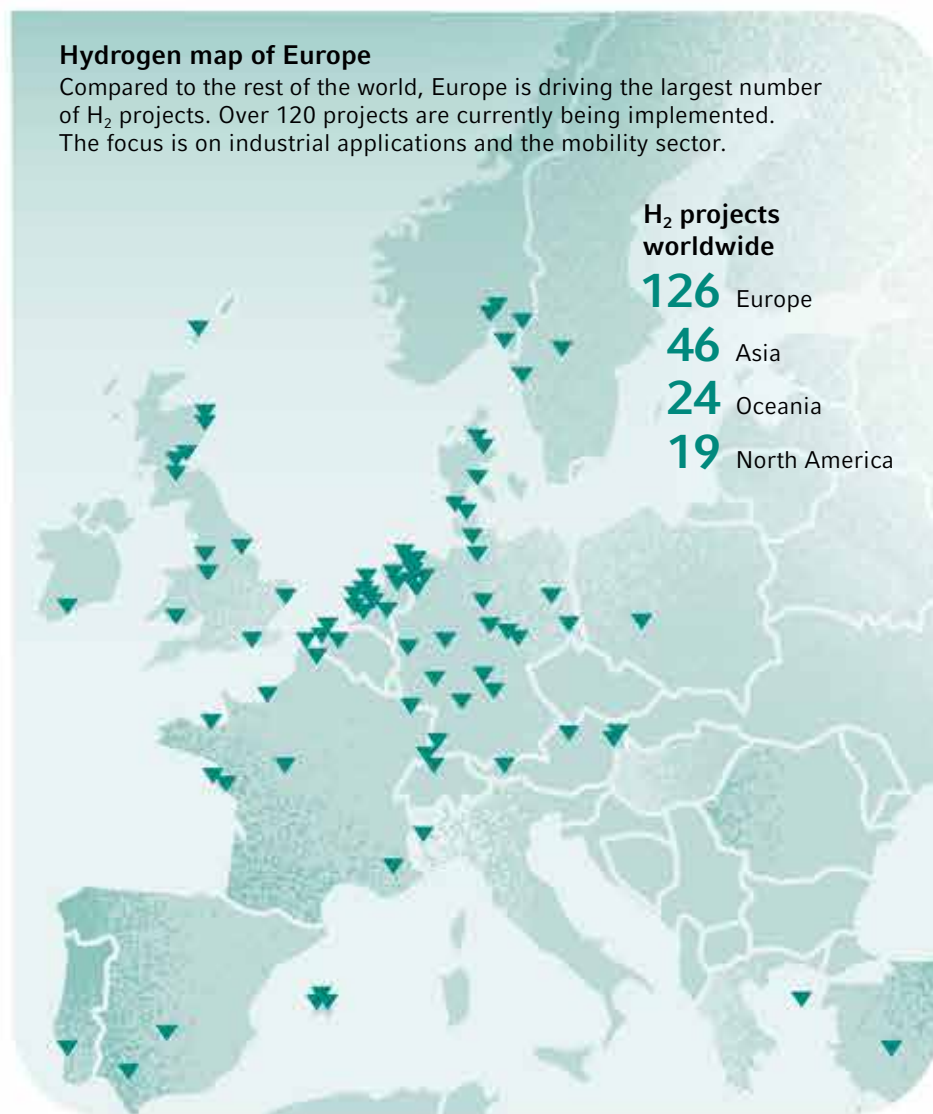 Hydrogen map of Europe
Compared to the rest of the world, Europe is driving the largest number
of H₂ projects. Over 120 projects are currently being implemented.
The focus is on industrial applications and the mobility sector.
H₂ projects
worldwide
126 Europe
46 Asia
24 Oceania
19 North America